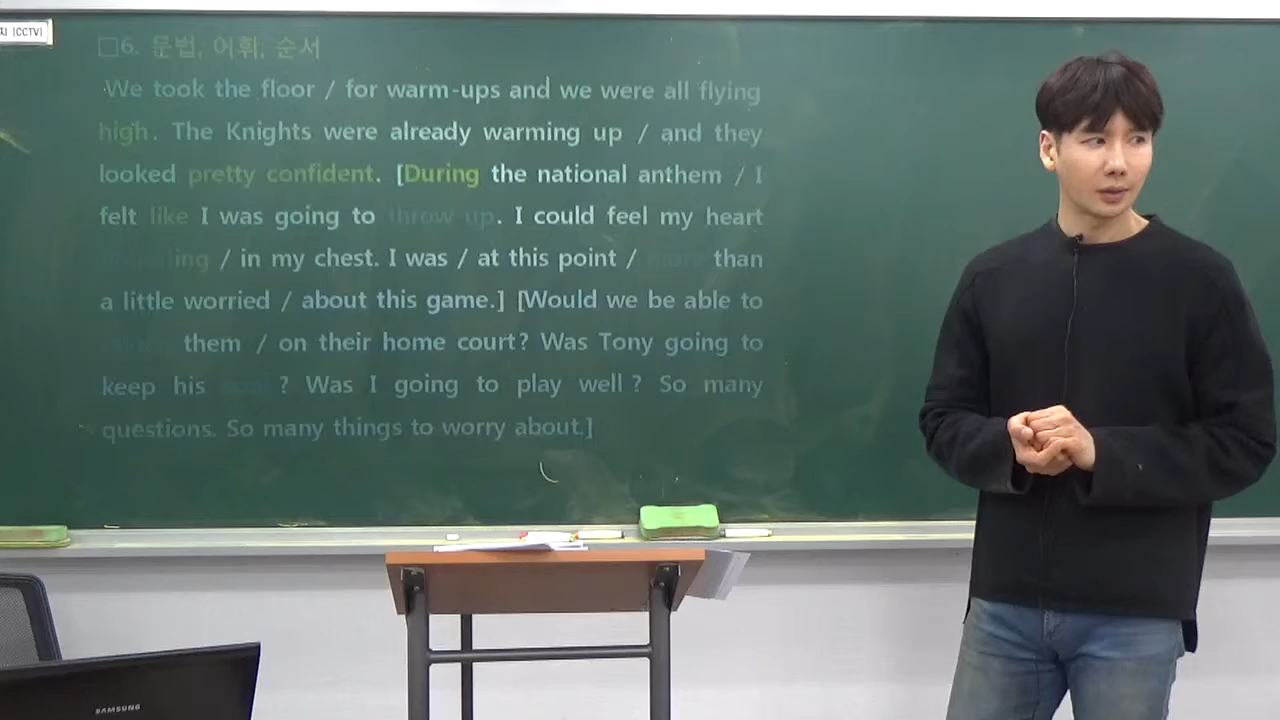 지 [CCTV]
□6. 문법, 어휘, 순서
We took the floor / for warm-ups and we were all flying
high. The Knights were already warming up / and they
looked pretty confident. [During the national anthem / I
felt like I was going to throw up. I could feel my heart
ing / in my chest. I was / at this point / more than
a little worried / about this game.] [Would we be able to
them / on their home court? Was Tony going to
keep his ? Was I going to play well? So many
questions. So many things to worry about.]
SAMSUNG